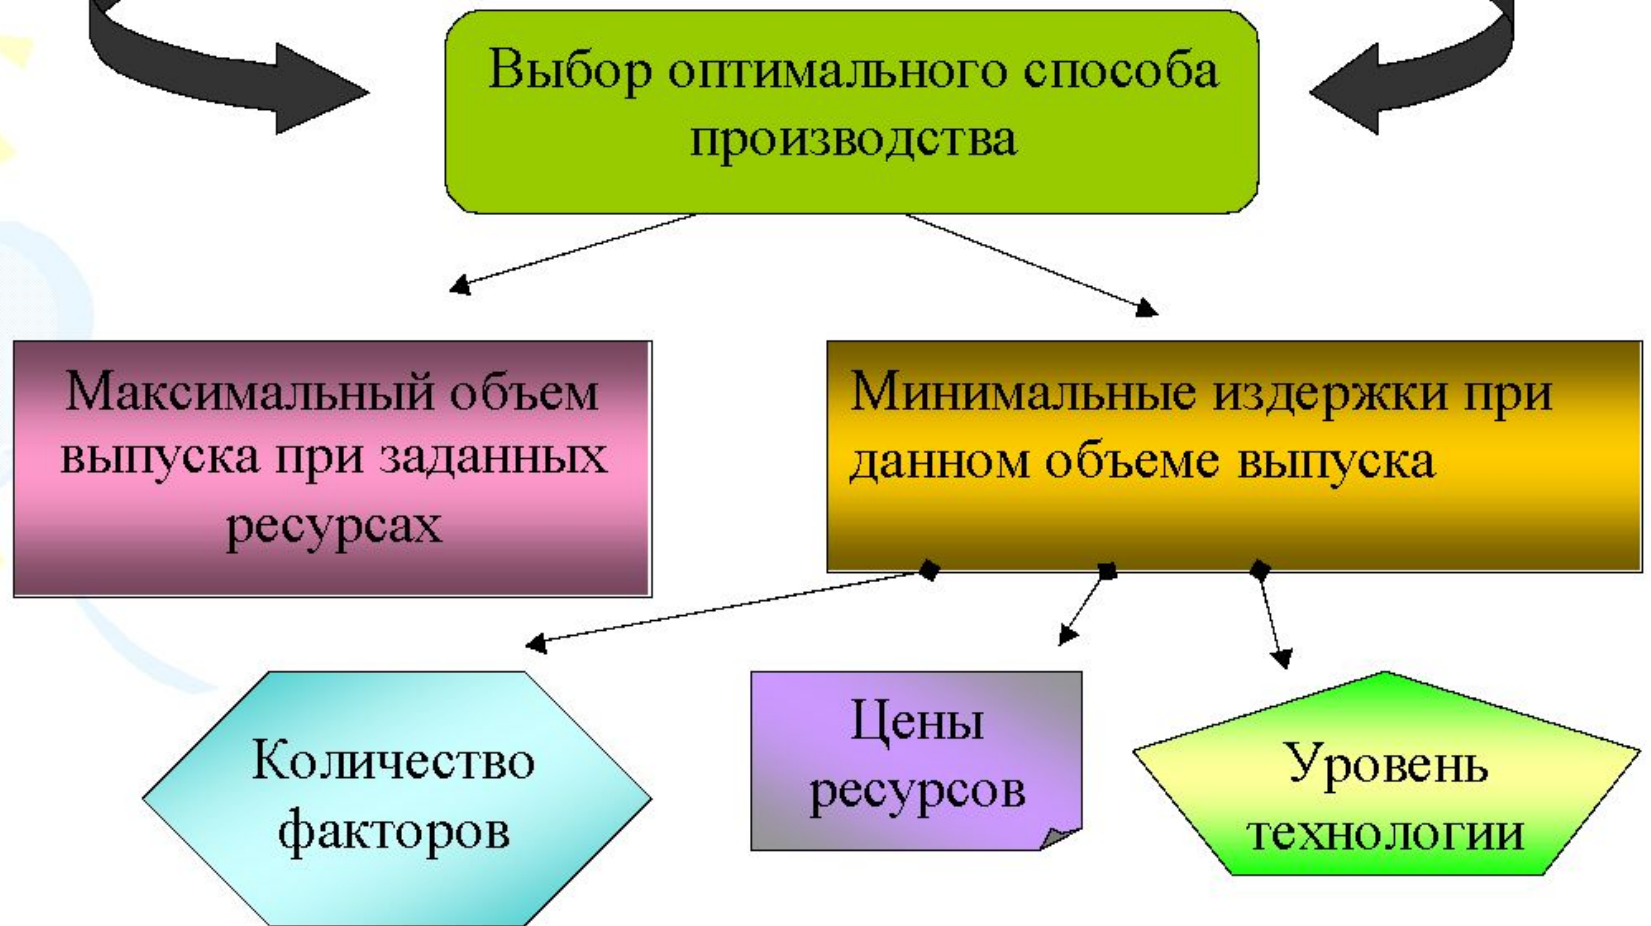 Выбор оптимального способа
производства
Максимальный объем
выпуска при заданных
ресурсах
Минимальные издержки при
данном объеме выпуска
Количество
факторов
Цены
ресурсов
Уровень
технологии